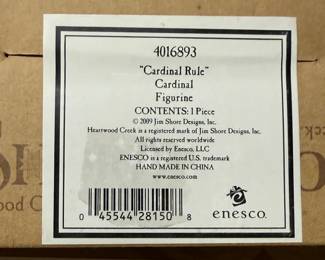 4016893
"Cardinal Rule"
Cardinal
Figurine
CONTENTS: 1 Piece
© 2009 Jim Shore Designs, Inc.
Heartwood Creek is a registered mark of Jim Shore Designs, Inc.
All rights reserved worldwide
Licensed by Enesco, LLC
ENESCO is a registered U.S. trademark
HAND MADE IN CHINA
www.enesco.com
0 45544 28150 8
enesco.